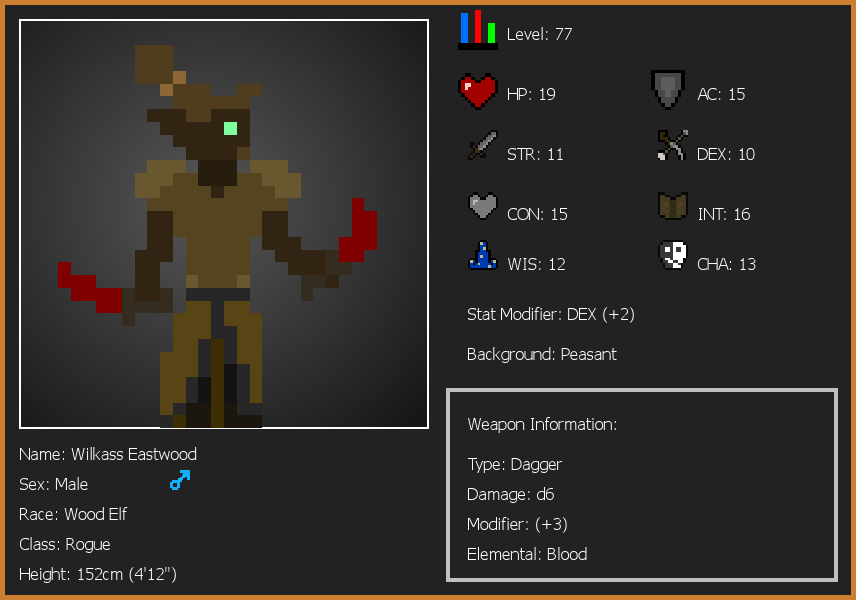 Level: 77
HP: 19
AC: 15
STR: 11
DEX: 10
CON: 15
INT: 16
WIS: 12
CHA: 13
Stat Modifier: DEX (+2)
Background: Peasant
Weapon Information:
Type: Dagger
Damage: d6
Modifier: (+3)
Elemental: Blood
Name: Wilkass Eastwood
Sex: Male
Race: Wood Elf
Class: Rogue
Height: 152cm (4'12")